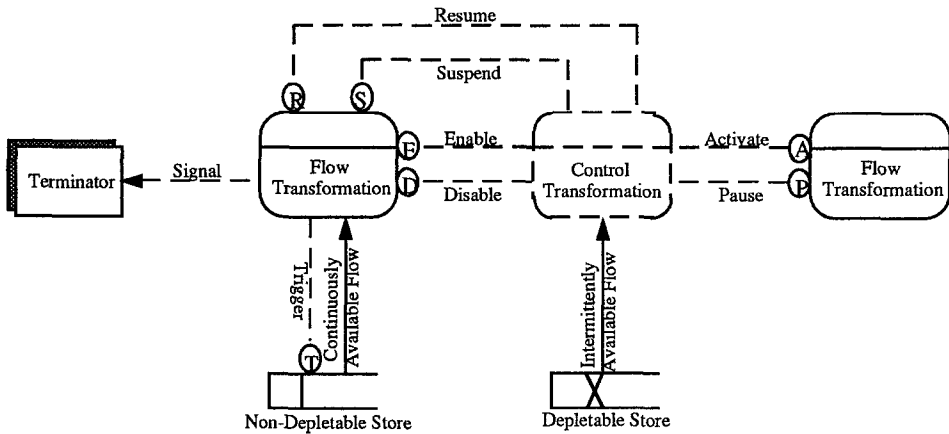 Resume
Suspend
R
S
Enable
Activate
E
A
Terminator
Signal
Flow
Transformation
Control
Transformation
Flow
Transformation
D
Disable
Pause
P
Trigger
Continuously
Available Flow
Intermittently
Available Flow
T
Non-Depletable Store
Depletable Store